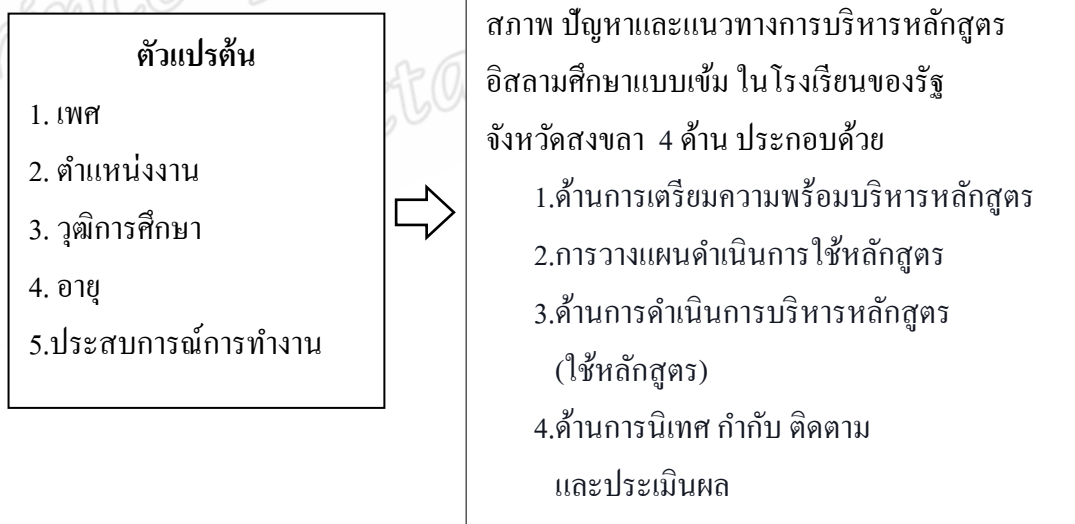 ตัวแปรต้น
1. เพศ
2. ตำแหน่งงาน
3. วุฒิการศึกษา
4. อายุ
5.ประสบการณ์การทำงาน
สภาพ ปัญหาและแนวทางการบริหารหลักสูตร
อิสลามศึกษาแบบเข้ม ในโรงเรียนของรัฐ
จังหวัดสงขลา 4 ด้าน ประกอบด้วย
1.ด้านการเตรียมความพร้อมบริหารหลักสูตร
2.การวางแผนดำเนินการใช้หลักสูตร
3.ด้านการดำเนินการบริหารหลักสูตร
(ใช้หลักสูตร)
4.ด้านการนิเทศ กำกับ ติดตาม
และประเมินผล